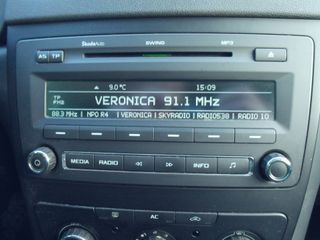 ŠkodaAuto SWING MP3
AS TP
9.0°C 15:09
TP
FM2 VERONICA 91.1 MHz
88.3 MHz | NPO R4 | VERONICA | SKYRADIO | RADIO538 | RADIO 10
MEDIA RADIO INFO
AC